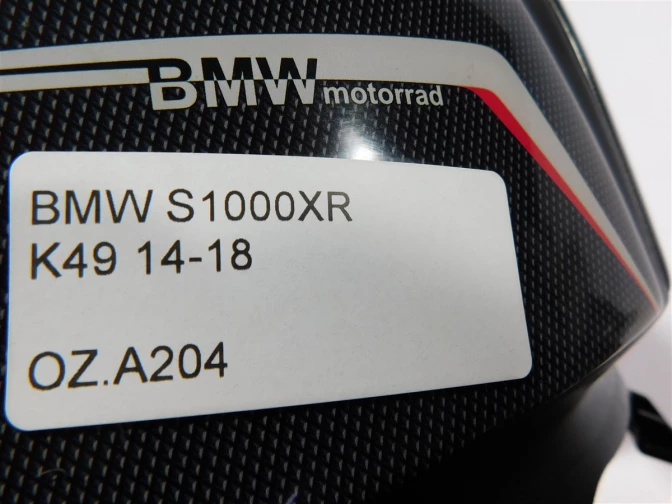 BMW motorrad
BMW S1000XR
K49 14-18
OZ.A204